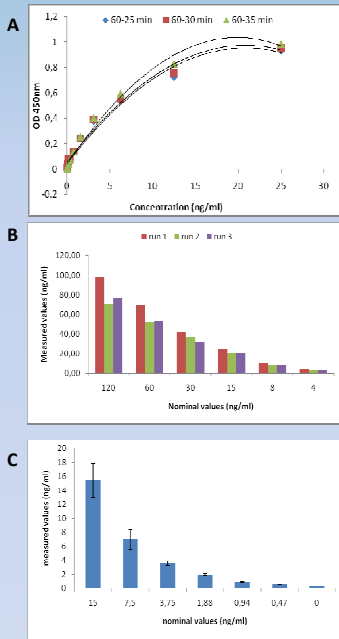 A
60-25 min 60-30 min 60-35 min
1,2
1
0,8
0,6
0,4
0,2
0
-0,2
0 5 10 15 20 25 30
OD 450nm
Concentration (ng/ml)
B
run 1 run 2 run 3
120,00
100,00
80,00
60,00
40,00
20,00
0,00
120 60 30 15 8 4
Measured values (ng/ml)
Nominal values (ng/ml)
C
20
18
16
14
12
10
8
6
4
2
0
15 7,5 3,75 1,88 0,94 0,47 0
measured values (ng/ml)
nominal values (ng/ml)